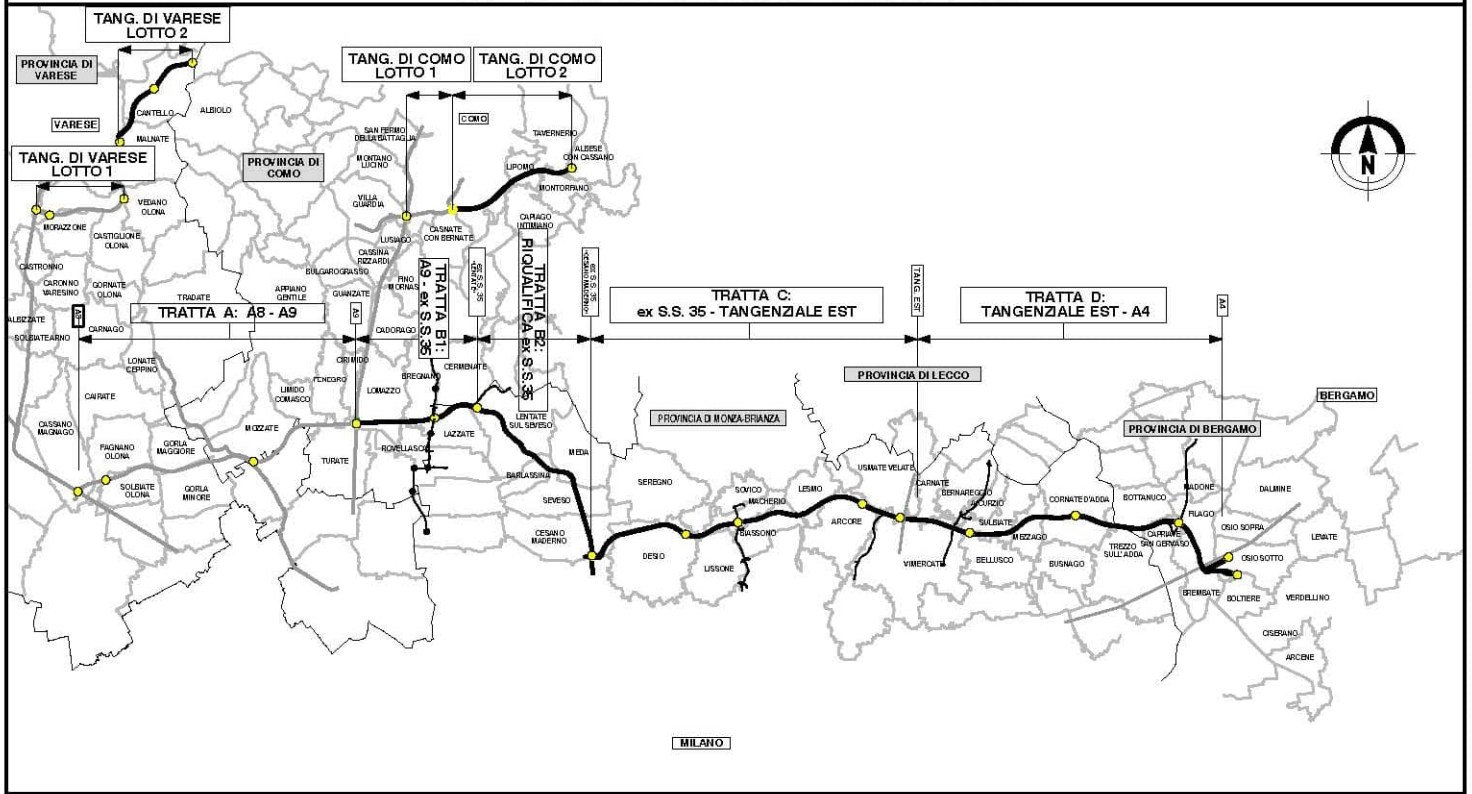 TANG. DI VARESE
LOTTO 2
PROVINCIA DI
VARESE
TANG. DI COMO
LOTTO 1
TANG. DI COMO
LOTTO 2
CANTELLO
ALBIOLO
VARESE
MALNATE
COMO
SAN FERMO
DELLA BATTAGLIA
TAVERNERIO
ALBESE
CON CASSANO
TANG. DI VARESE
LOTTO 1
PROVINCIA DI
COMO
MONTANO
LUCINO
LIPOMO
MONTORFANO
N
VEDANO
OLONA
VILLA
GUARDIA
MORAZZONE
CASTIGLIONE
OLONA
LUSIAGO
CASNATE
CON BERNATE
CAPIAGO
INTIMIANO
CASTRONNO
CASSINA
RIZZARDI
BULGAROGRASSO
CARONNO
VARESINO
GORNATE
OLONA
TRADATE
APPIANO
GENTILE
GUANZATE
FINO
MORNAS
TRATTA B1:
A9 - ex S.S.35
ex S.S. 35
-LENTATE-
TRATTA B2:
RIQUALIFICA ex S.S.35
ex S.S. 35
-CESANO MADERNO-
TANG. EST
A4
ALBIZZATE
CARNAGO
TRATTA A: A8 - A9
A9
CADORAGO
TRATTA C:
ex S.S. 35 - TANGENZIALE EST
TRATTA D:
TANGENZIALE EST - A4
SOLBIATE ARNO
LONATE
CEPPINO
CIRIMIDO
FENEGRO
CERMENATE
BREGNANO
LOMAZZO
LIMIDO
COMASCO
CAIRATE
PROVINCIA DI LECCO
BERGAMO
PROVINCIA DI MONZA-BRIANZA
PROVINCIA DI BERGAMO
CASSANO
MAGNAGO
MOZZATE
LENTATE
SUL SEVESO
LAZZATE
ROVELLASCA
FAGNANO
OLONA
GORLA
MAGGIORE
TURATE
MEDA
BARLASSINA
SOLBIATE
OLONA
GORLA
MINORE
SEVESO
SEREGNO
SOVICO
MACHERIO
LESMO
USMATE VELATE
CARNATE
BERNAREGGIO
AICURZIO
CORNATE D'ADDA
BOTTANUCO
MADONE
FILAGO
DALMINE
OSIO SOPRA
CESANO
MADERNO
DESIO
BIASSONO
ARCORE
SULBIATE
MEZZAGO
TREZZO
SULL'ADDA
CAPRIATE
SAN GERVASO
LEVATE
OSIO SOTTO
LISSONE
VIMERCATE
BELLUSCO
BUSNAGO
BREMBATE
BOLTIERE
VERDELLINO
CISERANO
ARCENE
MILANO